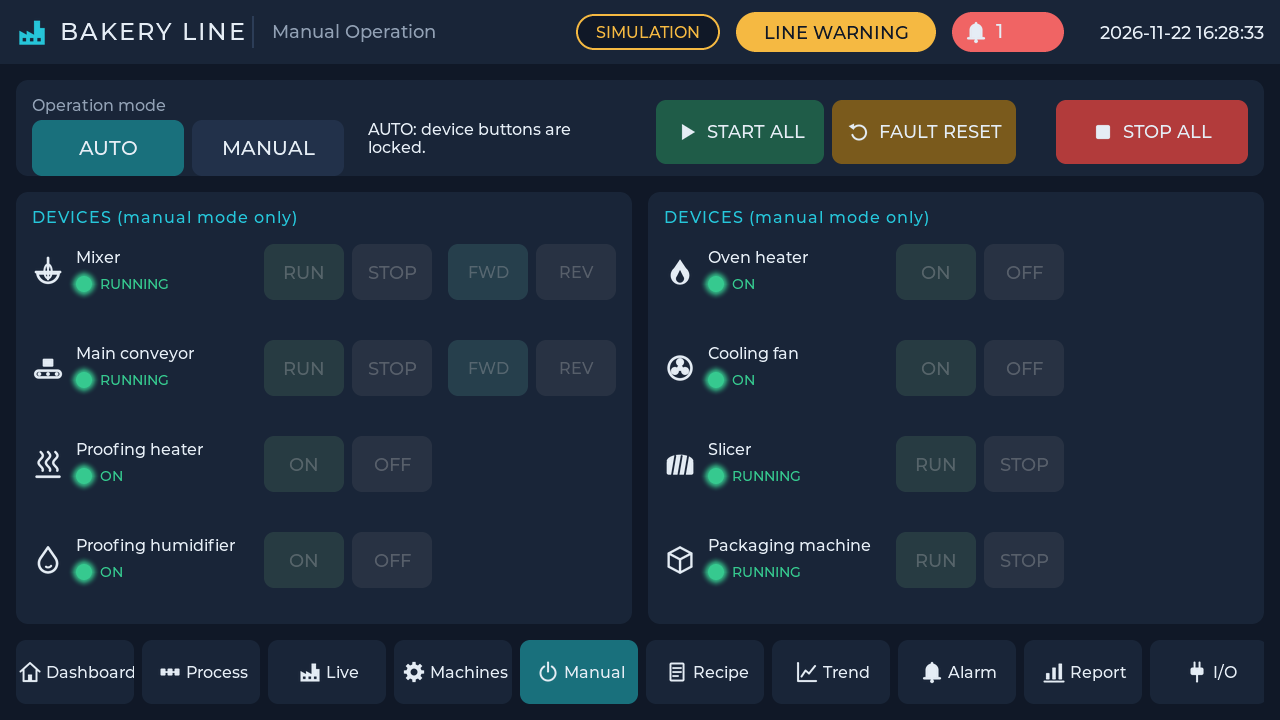 BAKERY LINE
Manual Operation
SIMULATION
LINE WARNING
1
2026-11-22 16:28:33
Operation mode
AUTO
MANUAL
AUTO: device buttons are
locked.
START ALL
FAULT RESET
STOP ALL
DEVICES (manual mode only)
Mixer
RUNNING
RUN
STOP
FWD
REV
Main conveyor
RUNNING
RUN
STOP
FWD
REV
Proofing heater
ON
ON
OFF
Proofing humidifier
ON
ON
OFF
DEVICES (manual mode only)
Oven heater
ON
ON
OFF
Cooling fan
ON
ON
OFF
Slicer
RUNNING
RUN
STOP
Packaging machine
RUNNING
RUN
STOP
Dashboard
Process
Live
Machines
Manual
Recipe
Trend
Alarm
Report
I/O